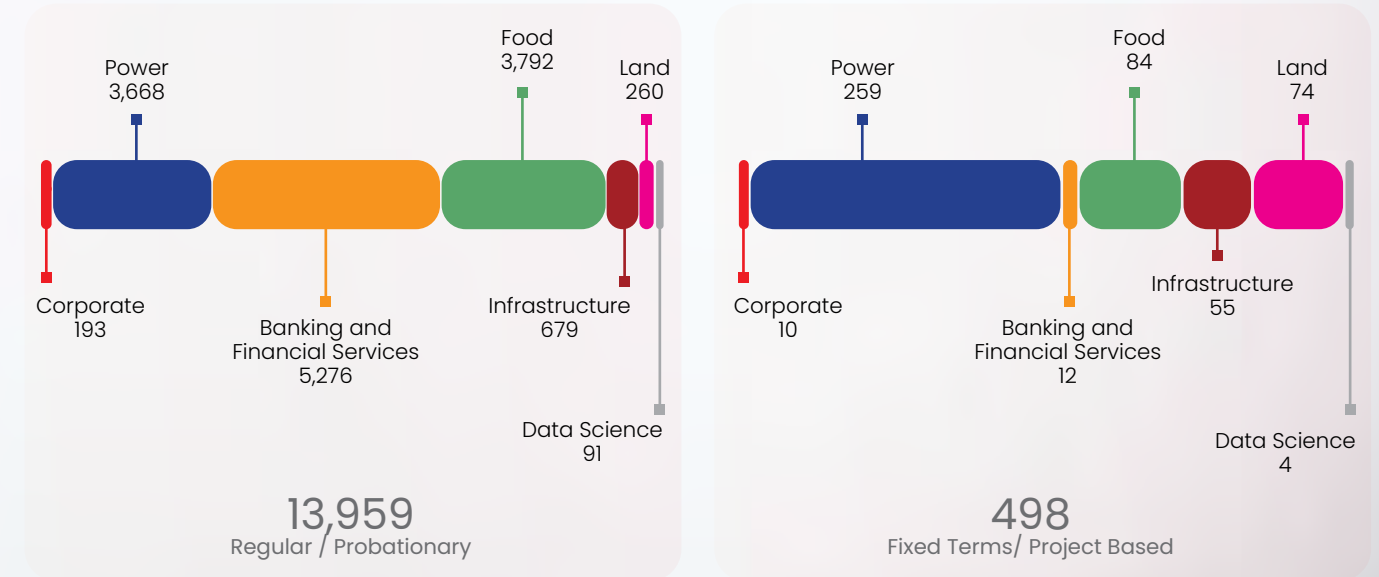 Power
3,668
Food
3,792
Land
260
Corporate
193
Banking and
Financial Services
5,276
Infrastructure
679
Data Science
91
13,959
Regular / Probationary
Power
259
Food
84
Land
74
Corporate
10
Banking and
Financial Services
12
Infrastructure
55
Data Science
4
498
Fixed Terms/ Project Based